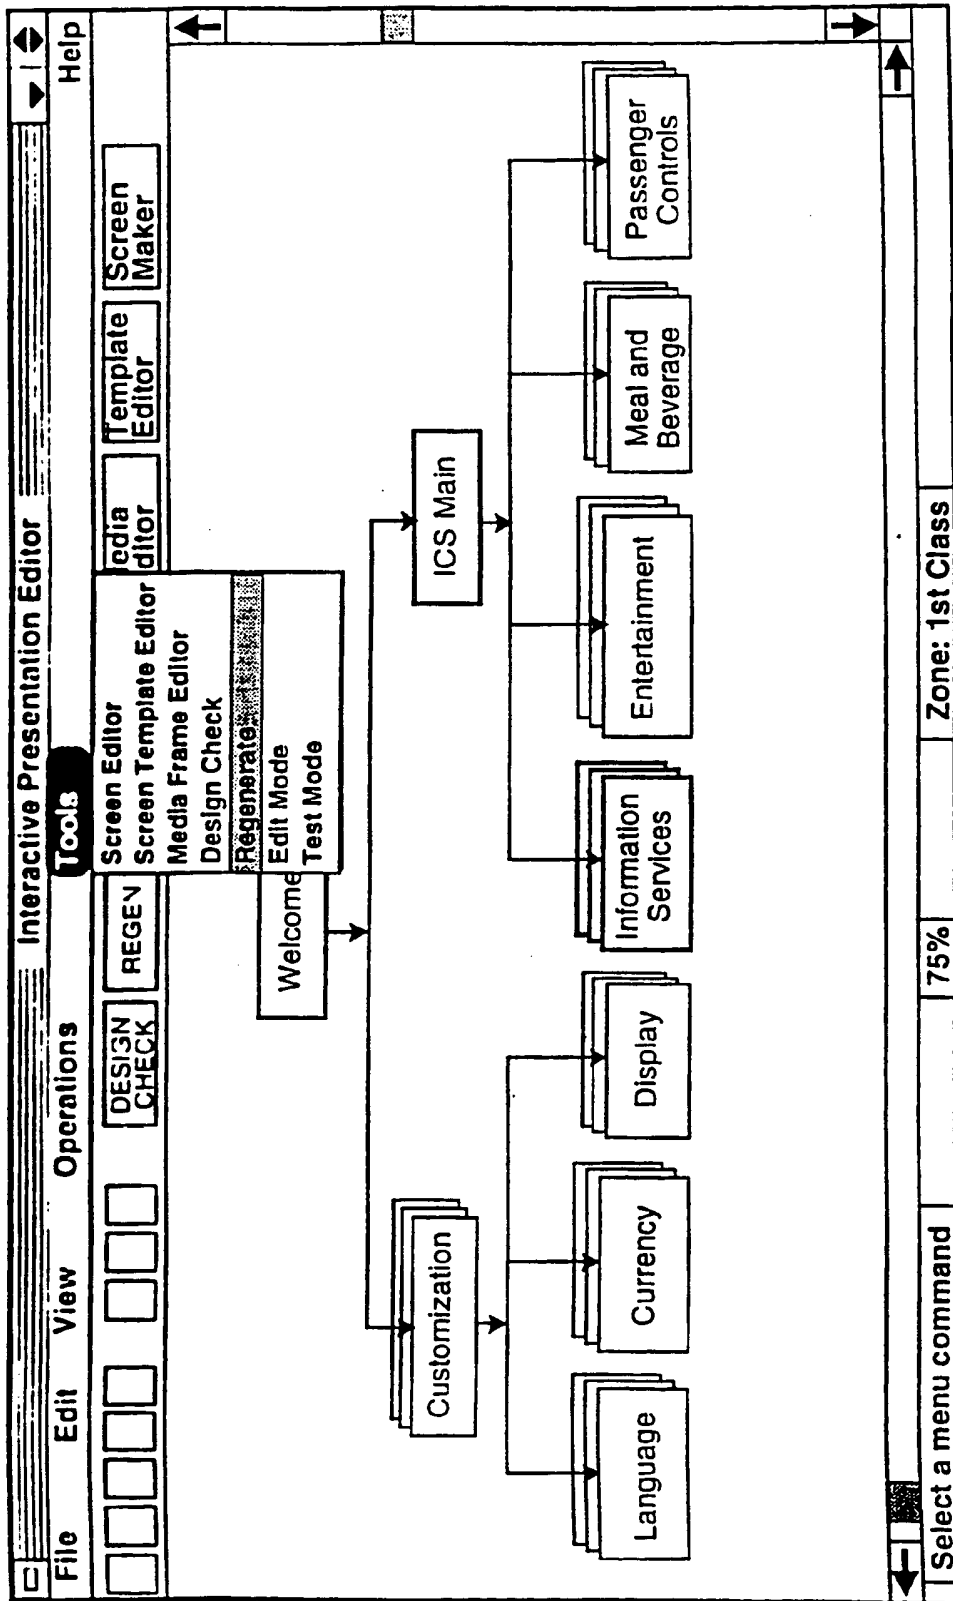 Interactive Presentation Editor
File Edit View Operations Tools Help
DESIGN
CHECK
REGEN
edia
ditor
Template
Editor
Screen
Maker
Screen Editor
Screen Template Editor
Media Frame Editor
Design Check
Regenerate
Edit Mode
Test Mode
Welcome
Customization
ICS Main
Language
Currency
Display
Information
Services
Entertainment
Meal and
Beverage
Passenger
Controls
Select a menu command
75%
Zone: 1st Class